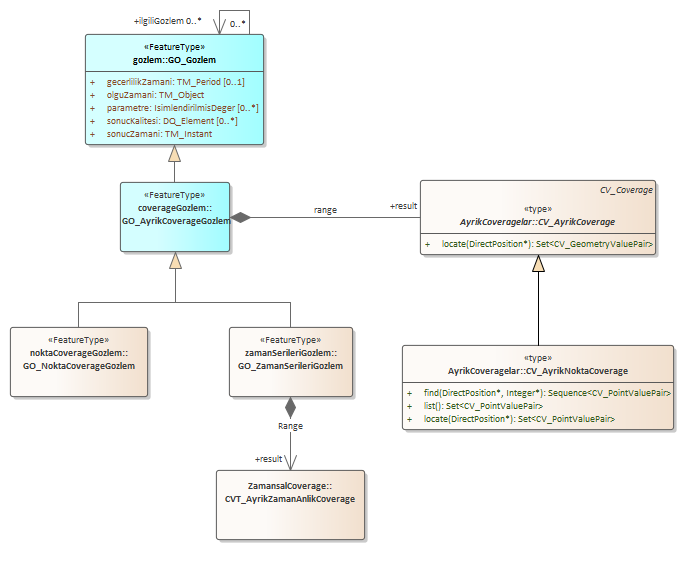 +ilgiliGozlem 0..*
0..*
«FeatureType»
gozlem::GO_Gozlem
+ gecerlilikZamani: TM_Period [0..1]
+ olguZamani: TM_Object
+ parametre: IsimlendirilmisDeger [0..*]
+ sonucKalitesi: DQ_Element [0..*]
+ sonucZamani: TM_Instant
«FeatureType»
coverageGozlem::
GO_AyrikCoverageGozlem
range
+result
CV_Coverage
«type»
AyrikCoveragelar::CV_AyrikCoverage
+ locate(DirectPosition*): Set<CV_GeometryValuePair>
«FeatureType»
noktaCoverageGozlem::
GO_NoktaCoverageGozlem
«FeatureType»
zamanSerileriGozlem::
GO_ZamanSerileriGozlem
«type»
AyrikCoveragelar::CV_AyrikNoktaCoverage
+ find(DirectPosition*, Integer*): Sequence<CV_PointValuePair>
+ list(): Set<CV_PointValuePair>
+ locate(DirectPosition*): Set<CV_PointValuePair>
Range
+result
ZamansalCoverage::
CVT_AyrikZamanAnlikCoverage